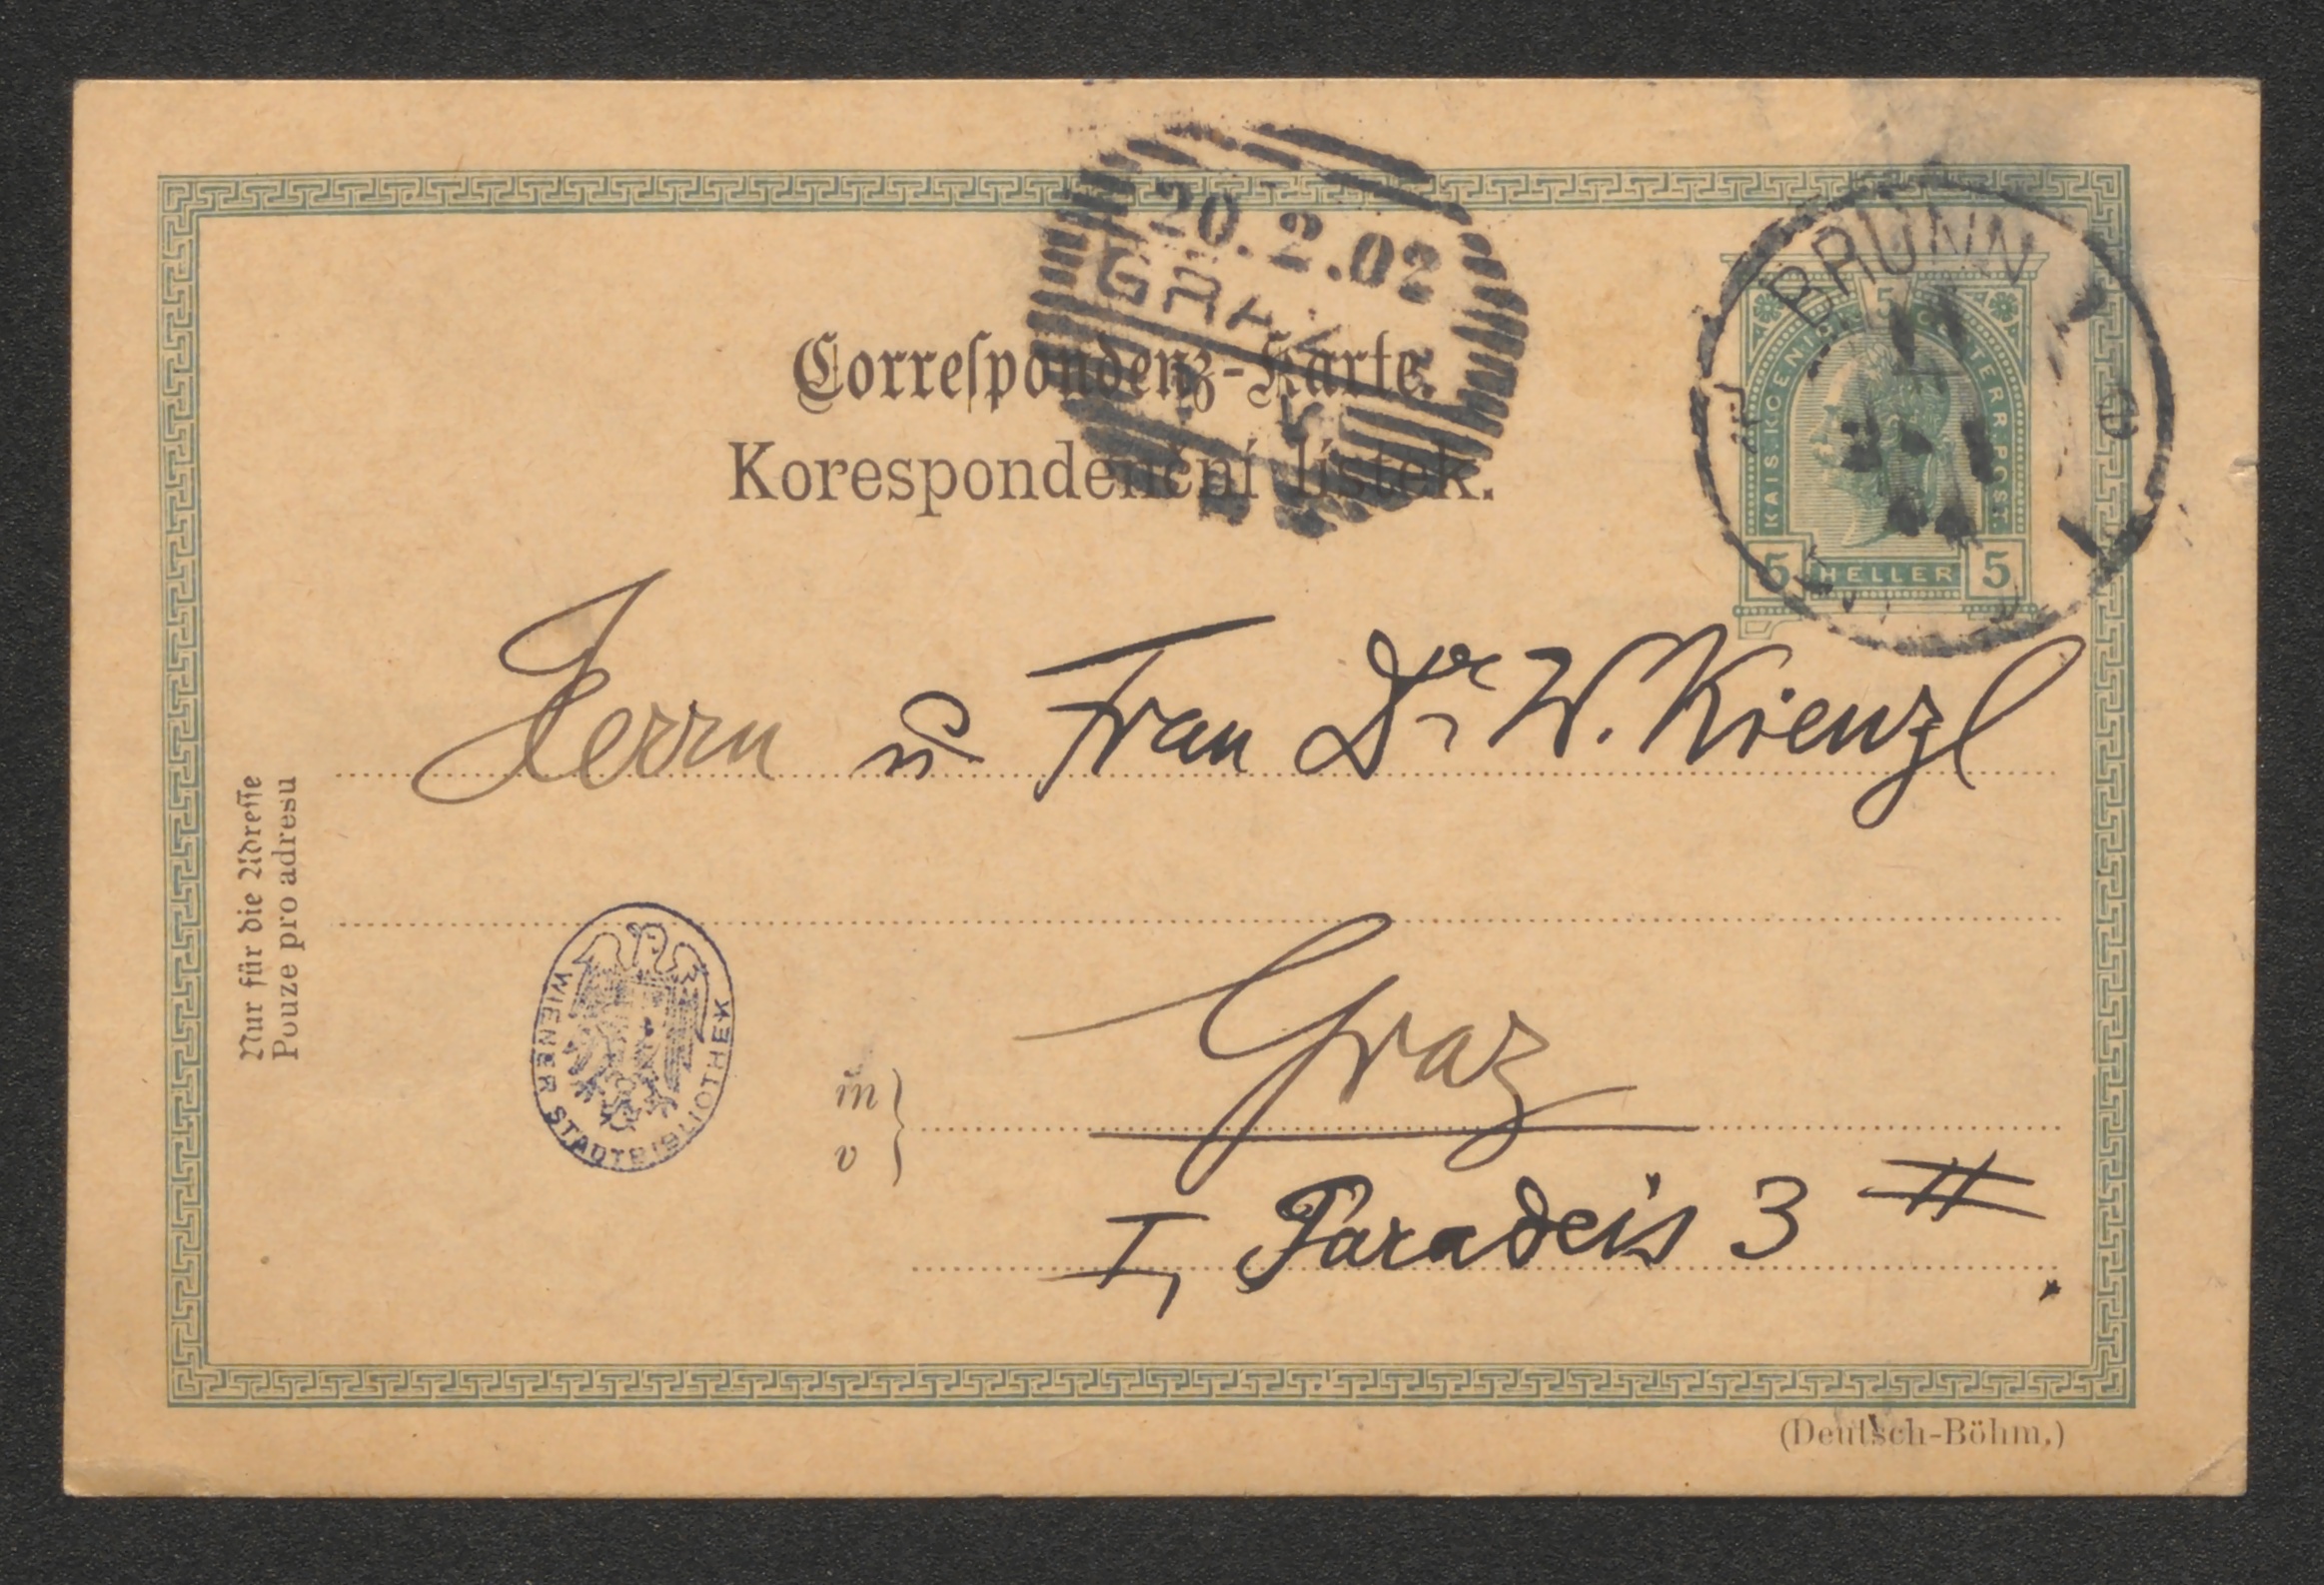 20.2.02
GRAZ
BRÜNN
KAIS. KOENIGL. OESTERR. POST.
5 HELLER 5
Correſpondenz-Karte.
Korespondenční lístek.
Herrn u Frau Dr W. Kienzl
Nur für die Adreſſe
Pouze pro adresu
WIENER STADTBIBLIOTHEK
in
v
Graz
I, Paradeis 3 II.
(Deutsch-Böhm.)